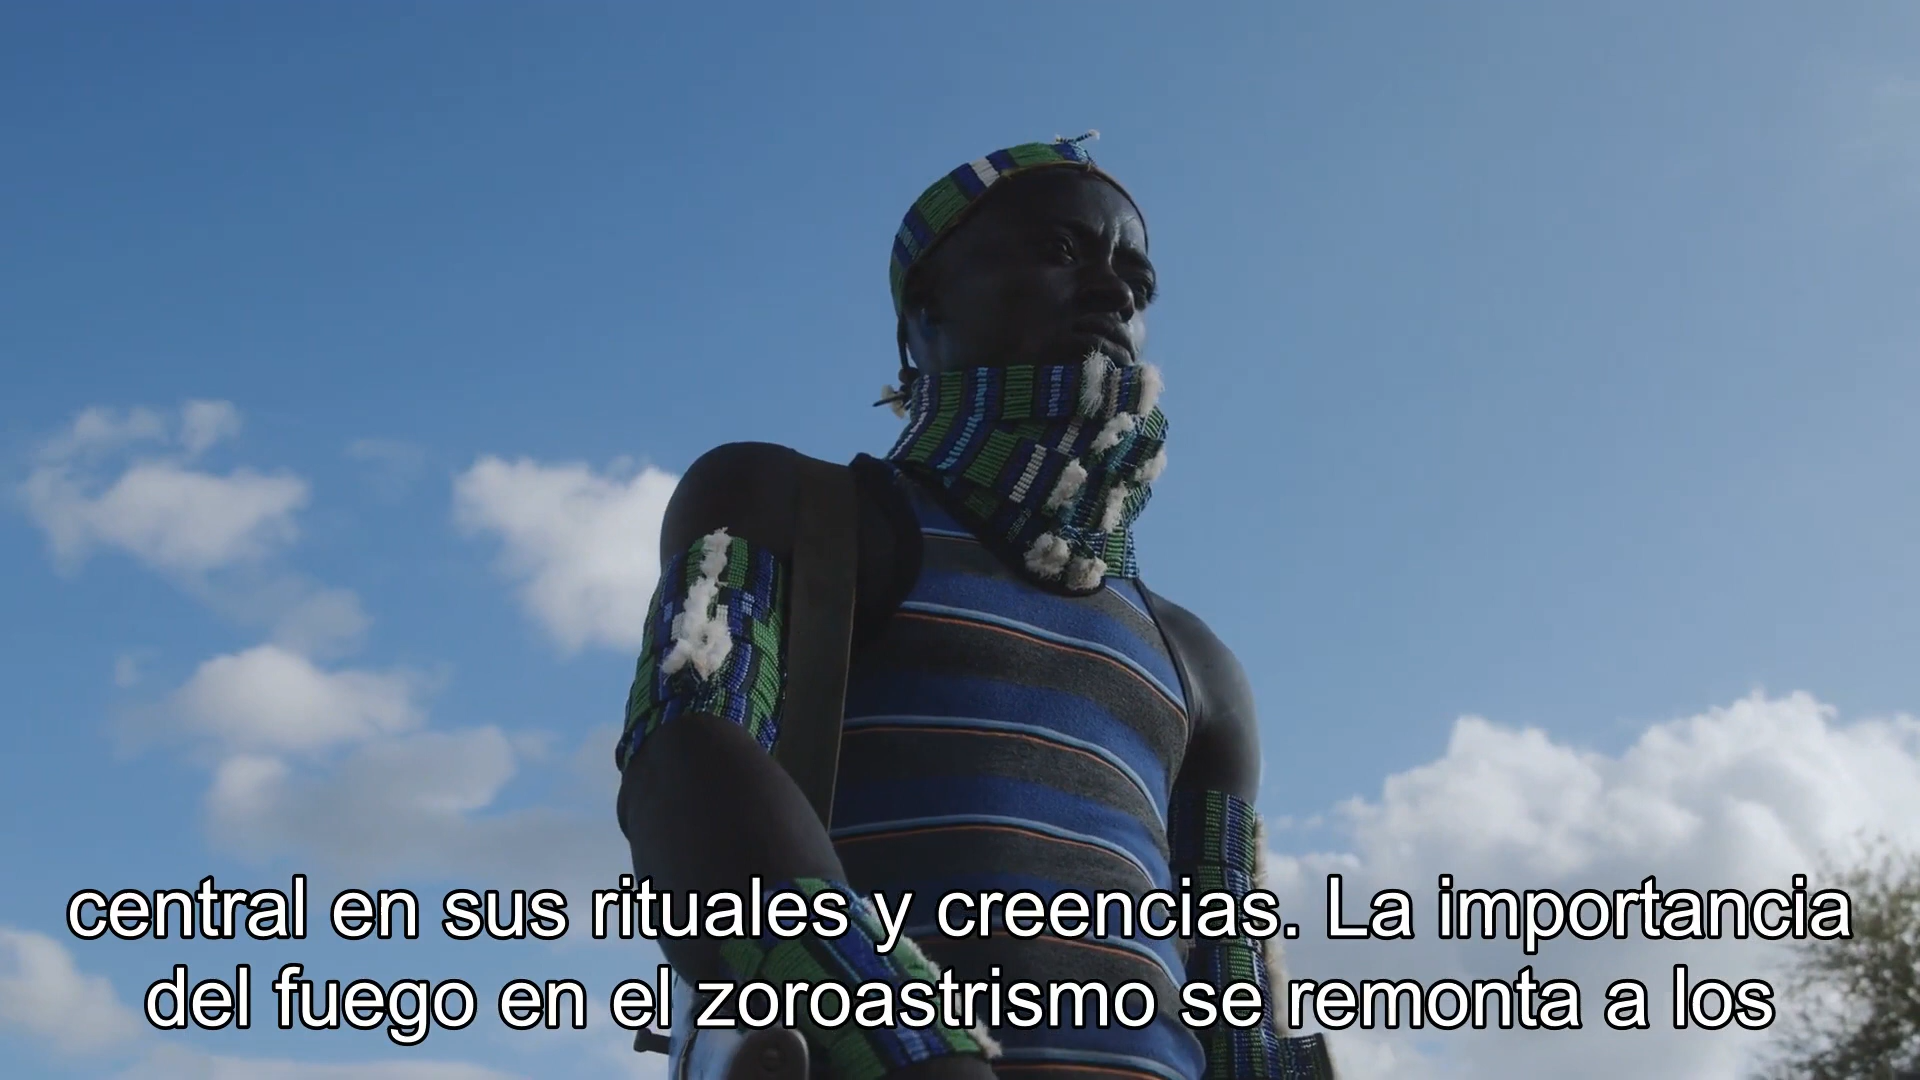 central en sus rituales y creencias. La importancia
del fuego en el zoroastrismo se remonta a los